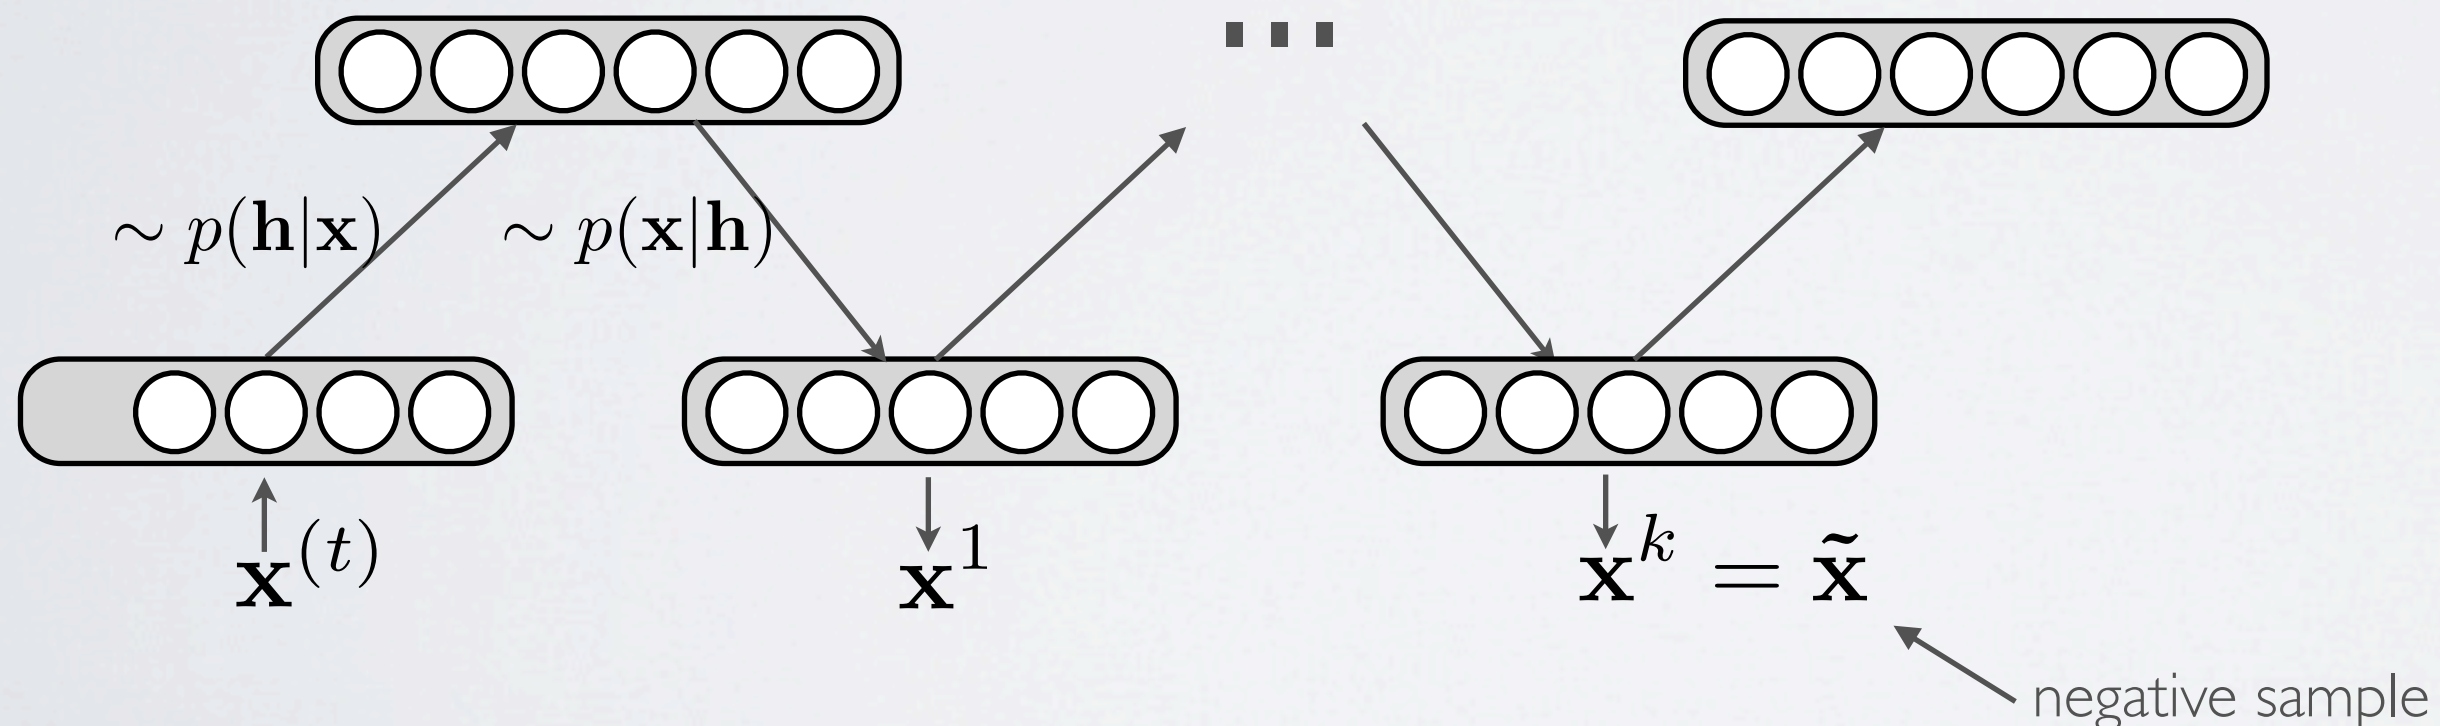 ...
∼ p(h|x)
∼ p(x|h)
x^(t)
x^1
x^k = x̃
negative sample